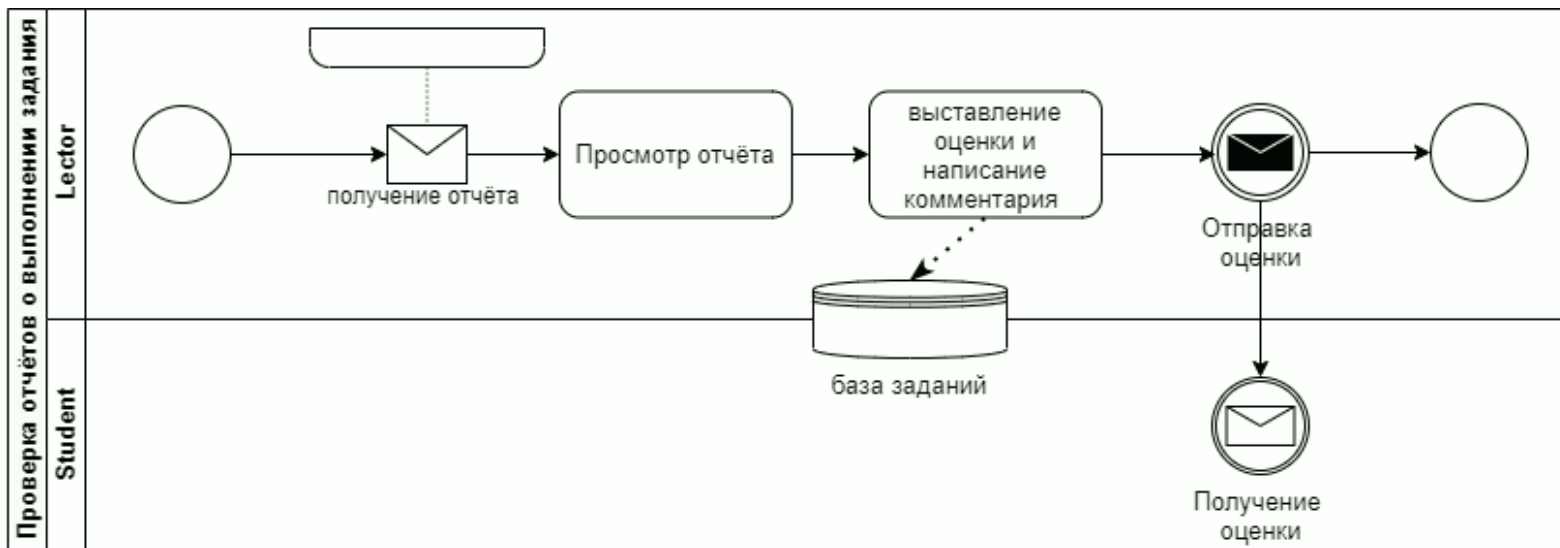 Проверка отчётов о выполнении задания
Lector
получение отчёта
Просмотр отчёта
выставление
оценки и
написание
комментария
Отправка
оценки
Student
база заданий
Получение
оценки